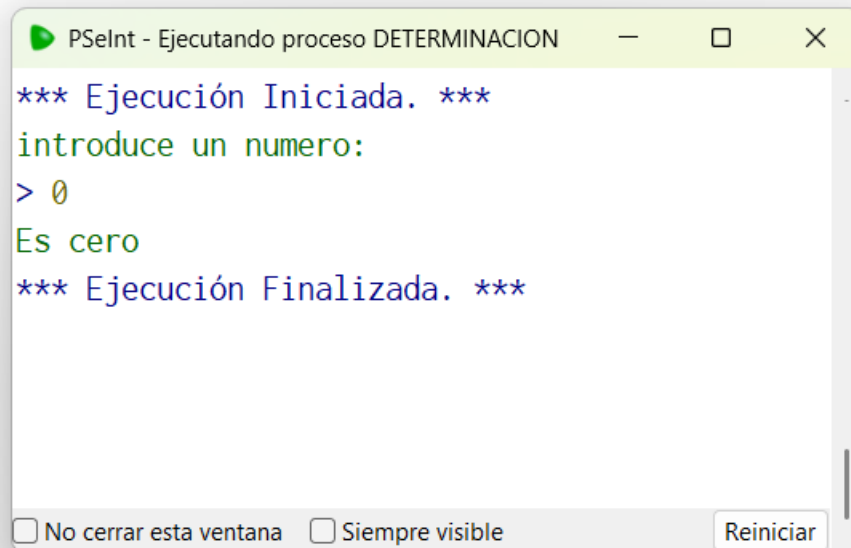 PSeInt - Ejecutando proceso DETERMINACION
*** Ejecución Iniciada. ***
introduce un numero:
> 0
Es cero
*** Ejecución Finalizada. ***
No cerrar esta ventana Siempre visible Reiniciar